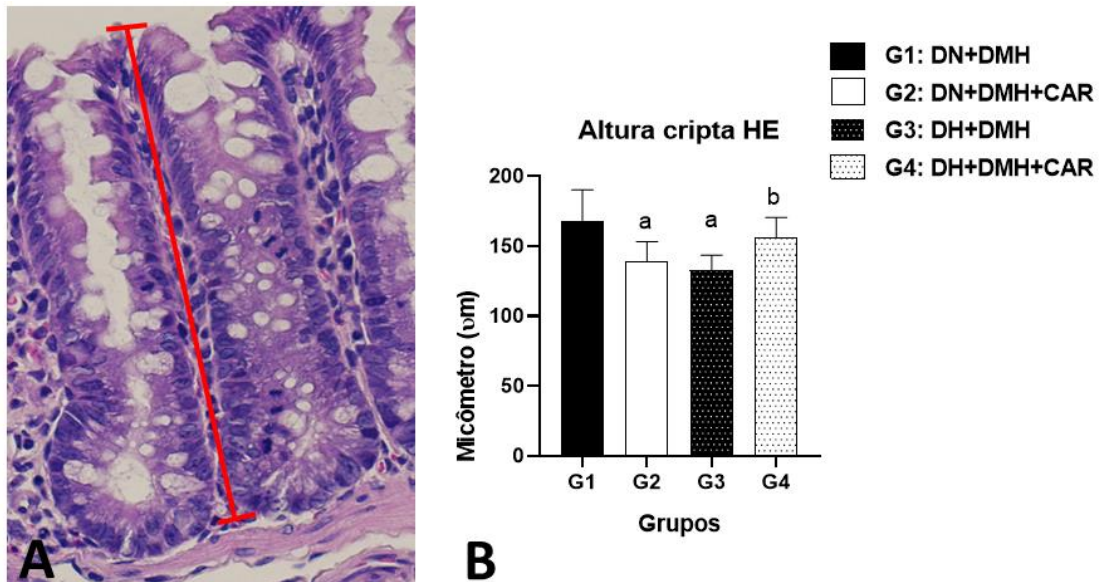 A
G1: DN+DMH
G2: DN+DMH+CAR
G3: DH+DMH
G4: DH+DMH+CAR
Altura cripta HE
200
150
100
50
0
Micômetro (υm)
a
a
b
G1 G2 G3 G4
Grupos
B